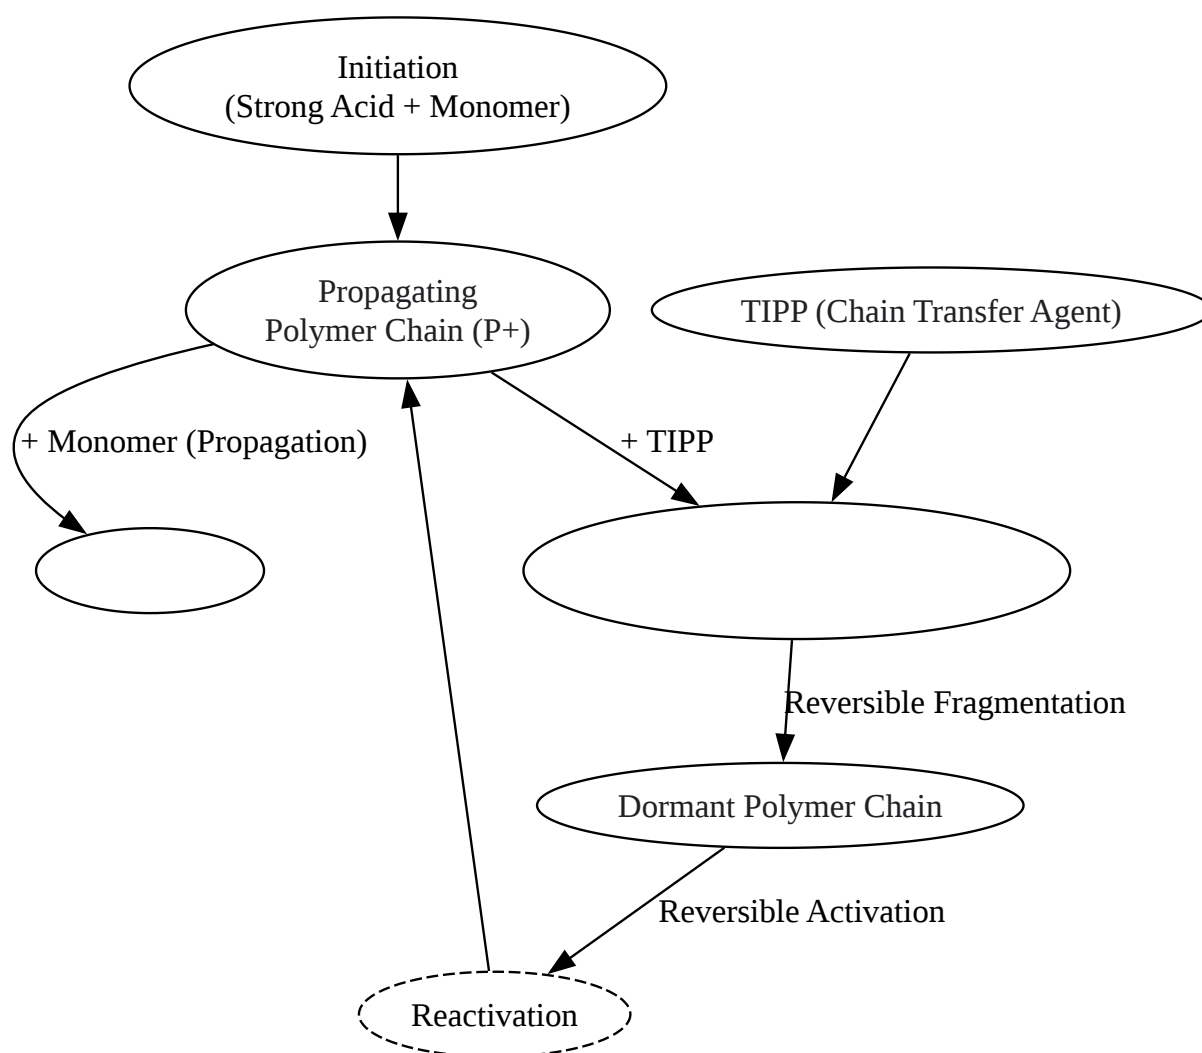 Initiation
(Strong Acid + Monomer)
Propagating
Polymer Chain (P+)
TIPP (Chain Transfer Agent)
+ Monomer (Propagation)
+ TIPP
Reversible Fragmentation
Dormant Polymer Chain
Reversible Activation
Reactivation